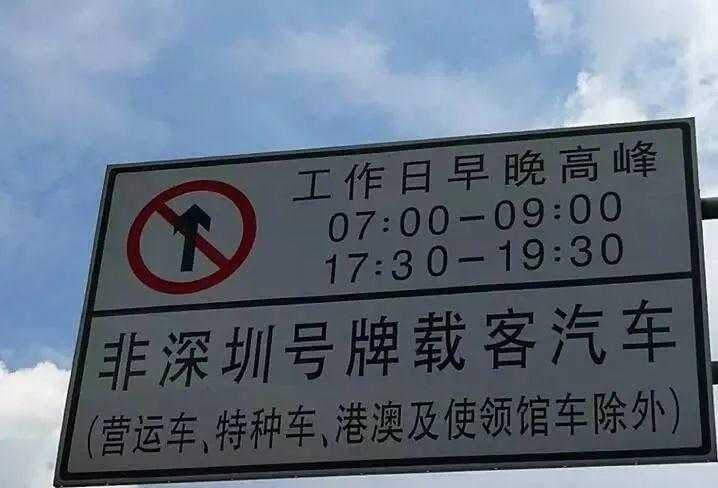 工作日早晚高峰
07:00-09:00
17:30-19:30
非深圳号牌载客汽车
(营运车、特种车、港澳及使领馆车除外)